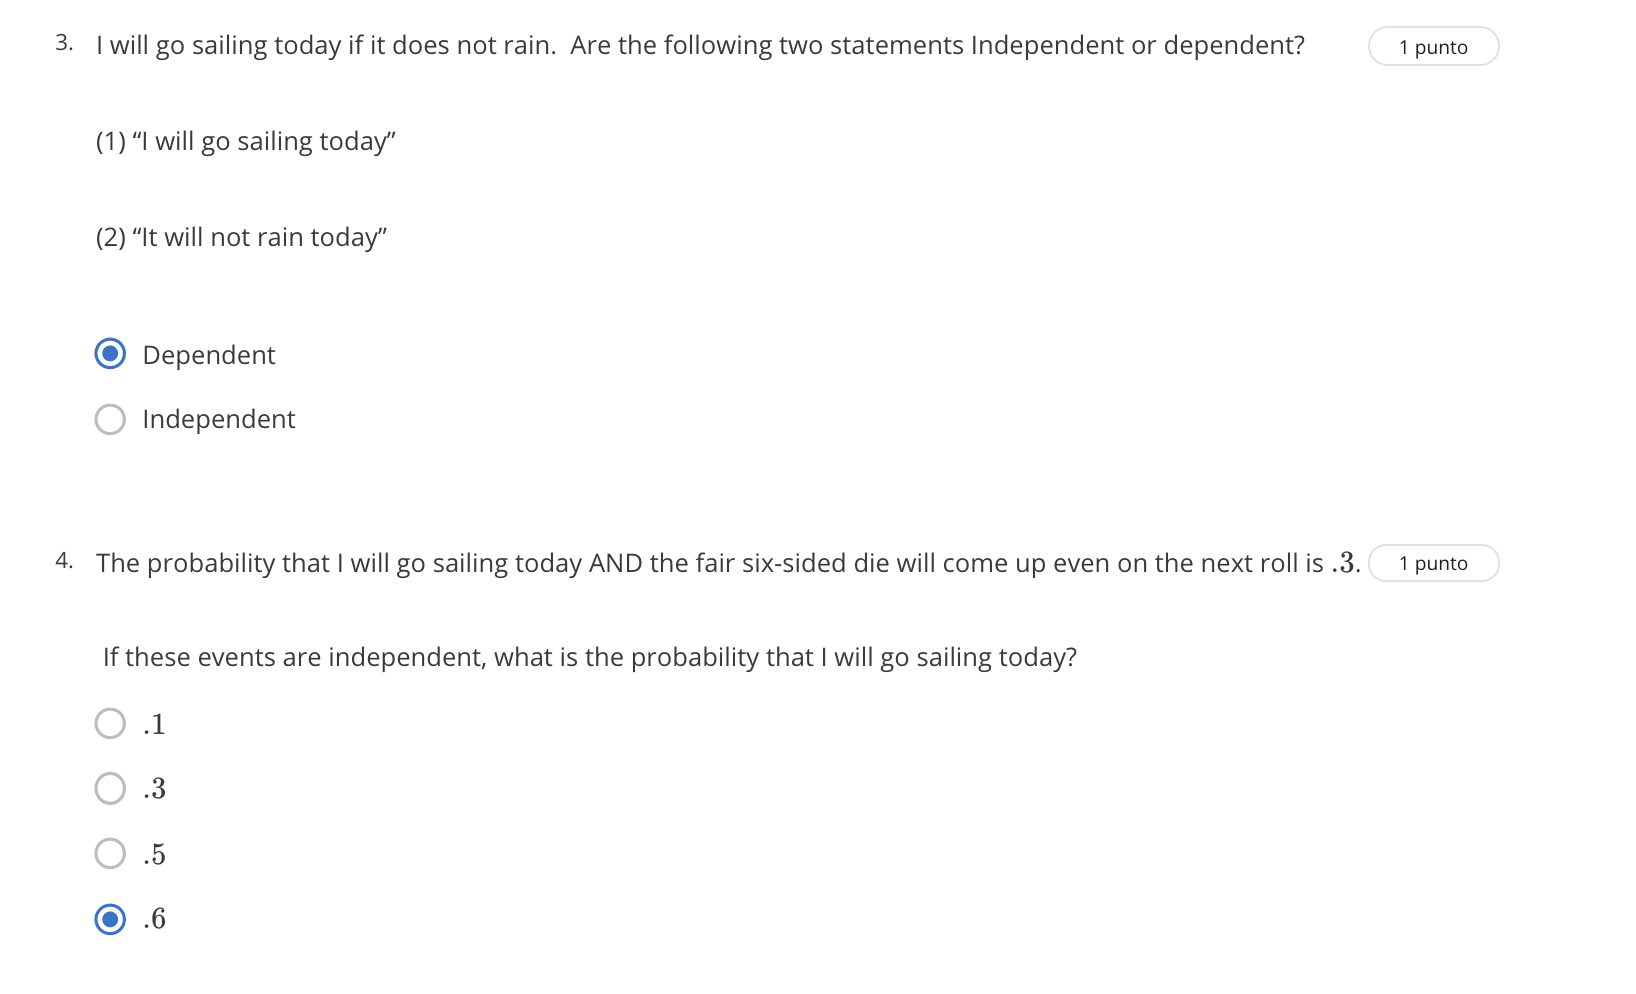 3. I will go sailing today if it does not rain.  Are the following two statements Independent or dependent? 1 punto
(1) “I will go sailing today”
(2) “It will not rain today”
Dependent
Independent
4. The probability that I will go sailing today AND the fair six-sided die will come up even on the next roll is .3. 1 punto
If these events are independent, what is the probability that I will go sailing today?
.1
.3
.5
.6